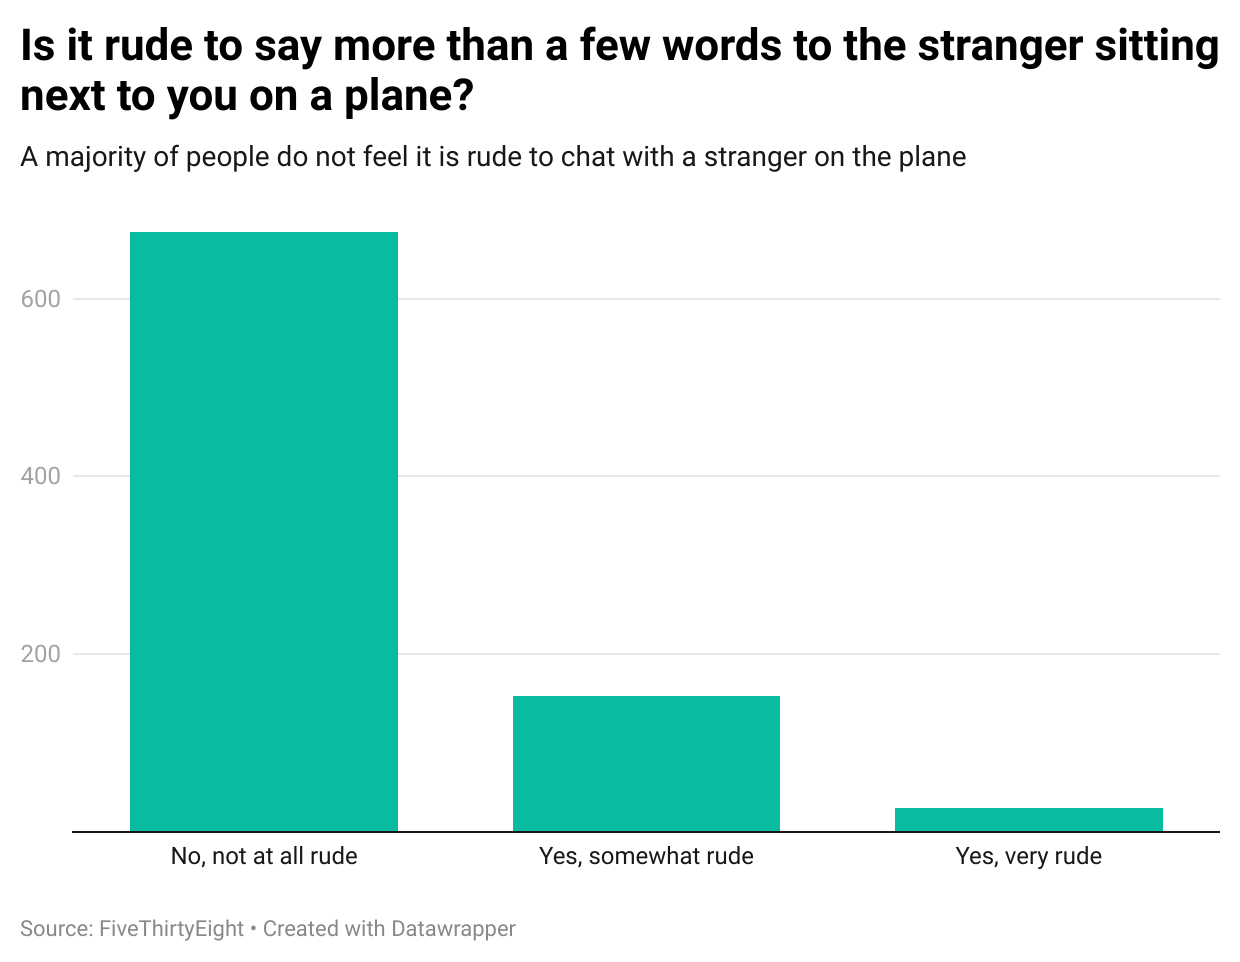 Is it rude to say more than a few words to the stranger sitting
next to you on a plane?
A majority of people do not feel it is rude to chat with a stranger on the plane
600
400
200
No, not at all rude
Yes, somewhat rude
Yes, very rude
Source: FiveThirtyEight • Created with Datawrapper